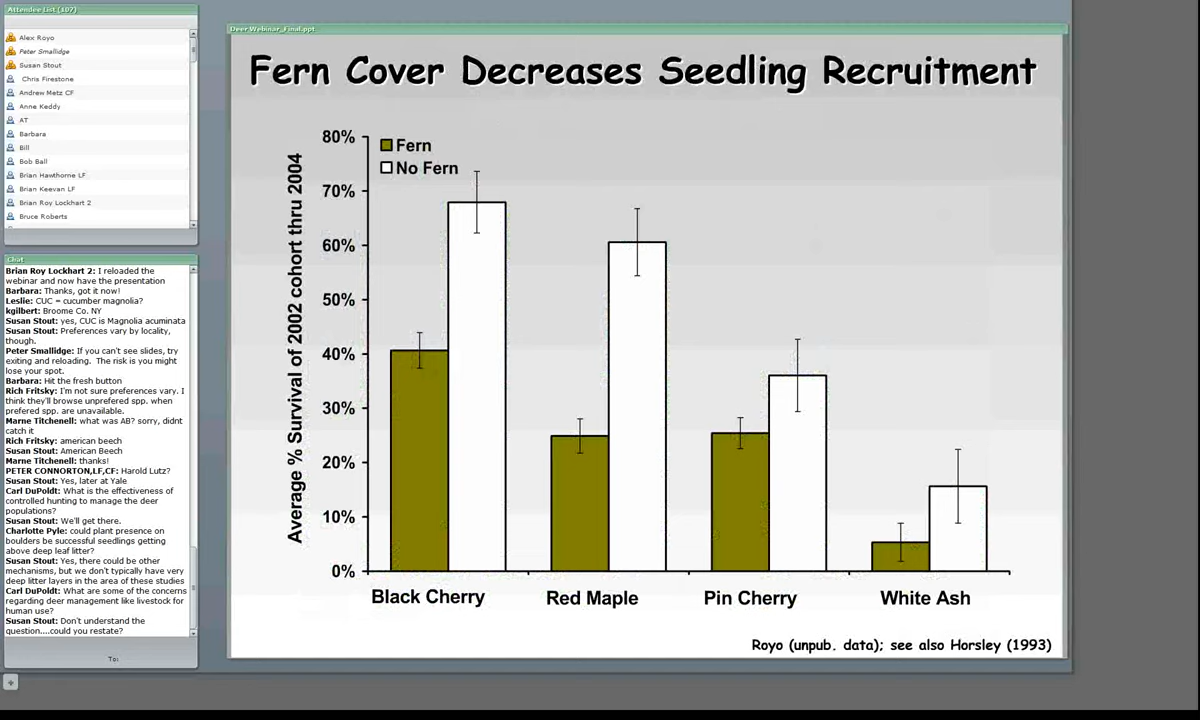 Attendee List (107)
Alex Royo
Peter Smallidge
Susan Stout
Chris Firestone
Andrew Metz CF
Anne Keddy
AT
Barbara
Bill
Bob Ball
Brian Hawthorne LF
Brian Keevan LF
Brian Roy Lockhart 2
Bruce Roberts
Chat
Brian Roy Lockhart 2: I reloaded the
webinar and now have the presentation
Barbara: Thanks, got it now!
Leslie: CUC = cucumber magnolia?
kgilbert: Broome Co. NY
Susan Stout: yes, CUC is Magnolia acuminata
Susan Stout: Preferences vary by locality,
though.
Peter Smallidge: If you can't see slides, try
exiting and reloading. The risk is you might
lose your spot.
Barbara: Hit the fresh button
Rich Fritsky: I'm not sure preferences vary. I
think they'll browse unpreferred spp. when
prefered spp. are unavailable.
Marne Titchenell: what was AB? sorry, didnt
catch it
Rich Fritsky: american beech
Susan Stout: American Beech
Marne Titchenell: thanks!
PETER CONNORTON,LF,CF: Harold Lutz?
Susan Stout: Yes, later at Yale
Carl DuPoldt: What is the effectiveness of
controlled hunting to manage the deer
populations?
Susan Stout: We'll get there.
Charlotte Pyle: could plant presence on
boulders be successful seedlings getting
above deep leaf litter?
Susan Stout: Yes, there could be other
mechanisms, but we don't typically have very
deep litter layers in the area of these studies
Carl DuPoldt: What are some of the concerns
regarding deer management like livestock for
human use?
Susan Stout: Don't understand the
question....could you restate?
To:
Deer Webinar_Final.ppt
Fern Cover Decreases Seedling Recruitment
Average % Survival of 2002 cohort thru 2004
80%
70%
60%
50%
40%
30%
20%
10%
0%
Fern
No Fern
Black Cherry
Red Maple
Pin Cherry
White Ash
Royo (unpub. data); see also Horsley (1993)